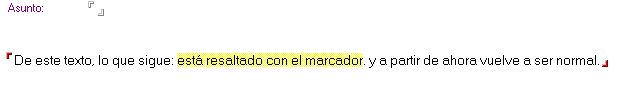 Asunto:
De este texto, lo que sigue: está resaltado con el marcador. y a partir de ahora vuelve a ser normal.